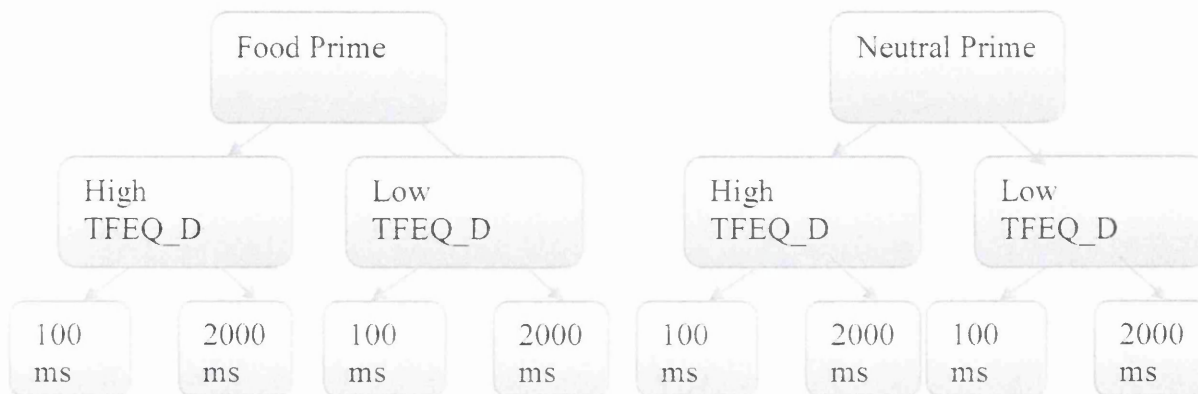 Food Prime
Neutral Prime
High
TFEQ_D
Low
TFEQ_D
High
TFEQ_D
Low
TFEQ_D
100
ms
2000
ms
100
ms
2000
ms
100
ms
2000
ms
100
ms
2000
ms